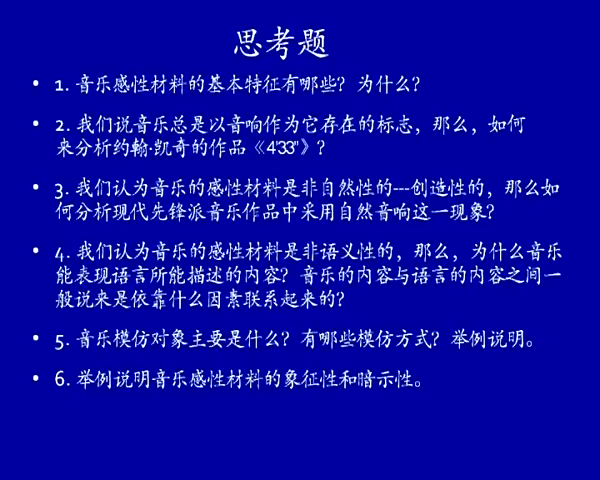 思考题
• 1. 音乐感性材料的基本特征有哪些？为什么？
• 2. 我们说音乐总是以音响作为它存在的标志，那么，如何
来分析约翰·凯奇的作品《4'33"》？
• 3. 我们认为音乐的感性材料是非自然性的---创造性的，那么如
何分析现代先锋派音乐作品中采用自然音响这一现象？
• 4. 我们认为音乐的感性材料是非语义性的，那么，为什么音乐
能表现语言所能描述的内容？音乐的内容与语言的内容之间一
般说来是依靠什么因素联系起来的？
• 5. 音乐模仿对象主要是什么？有哪些模仿方式？举例说明。
• 6. 举例说明音乐感性材料的象征性和暗示性。